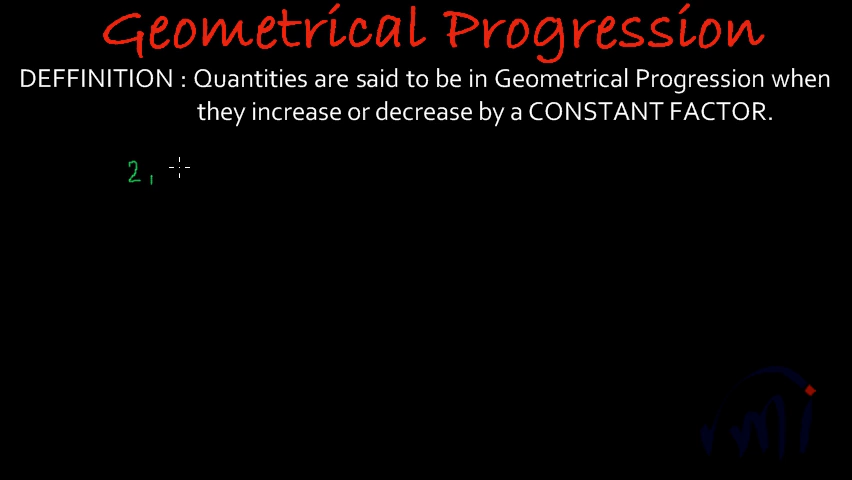 Geometrical Progression
DEFFINITION : Quantities are said to be in Geometrical Progression when
they increase or decrease by a CONSTANT FACTOR.
2,
rmi